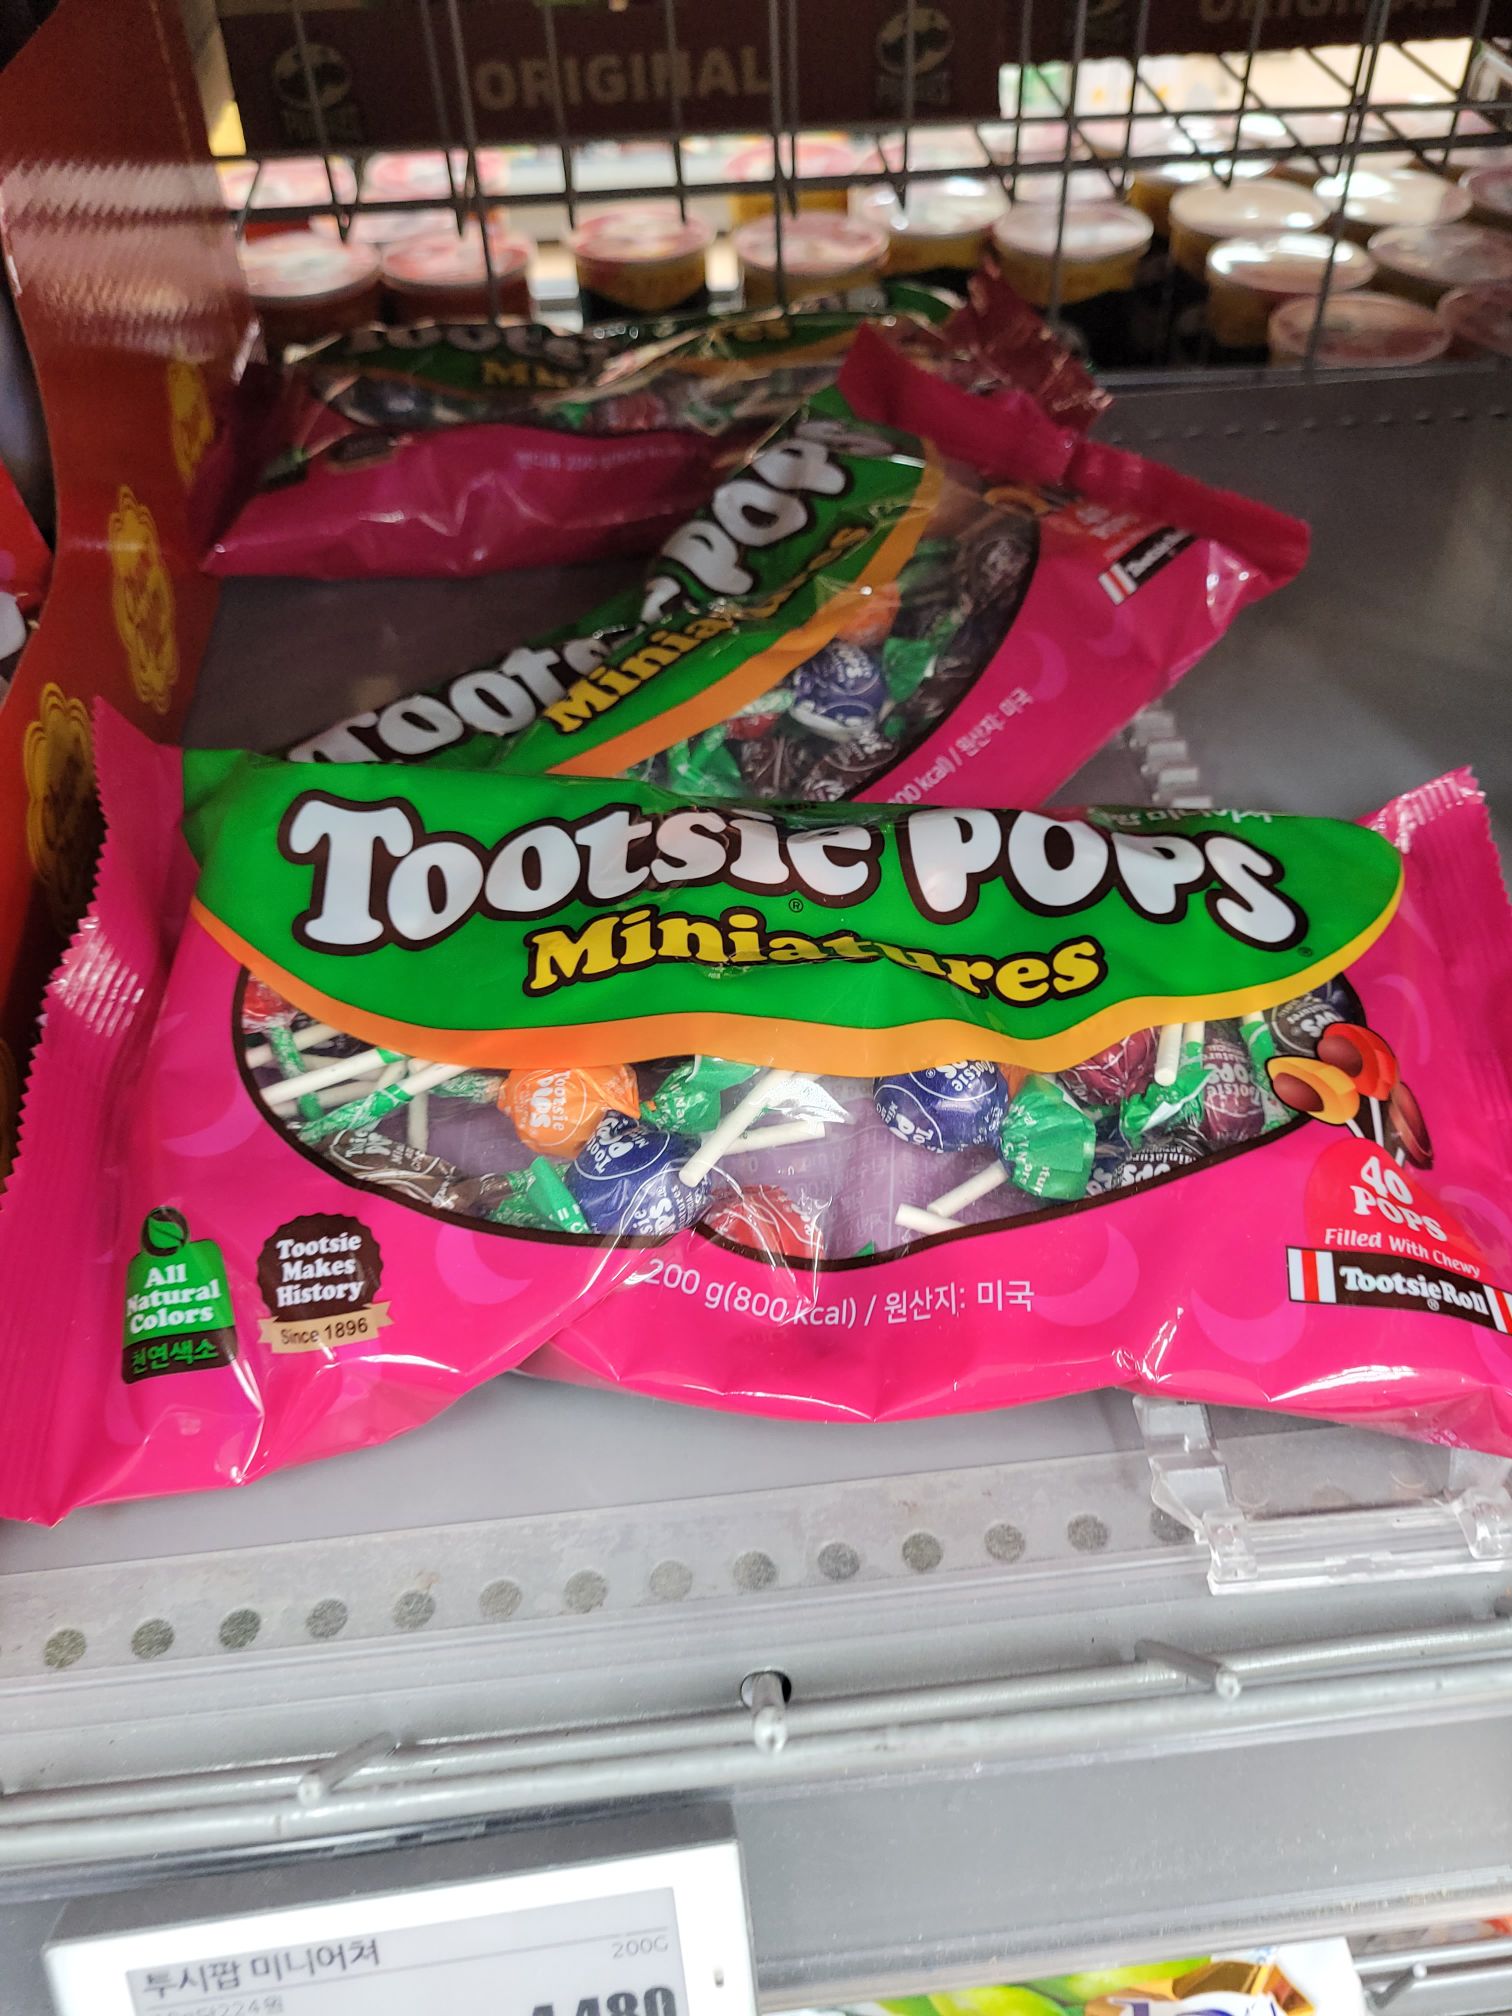 ORIGINAL
Tootsie POPS
Miniatures
200 g(800 kcal) / 원산지: 미국
All
Natural
Colors
천연색소
Tootsie
Makes
History
Since 1896
40
POPS
Filled With Chewy
Tootsie Roll
투시팝 미니어쳐
200G
4,480